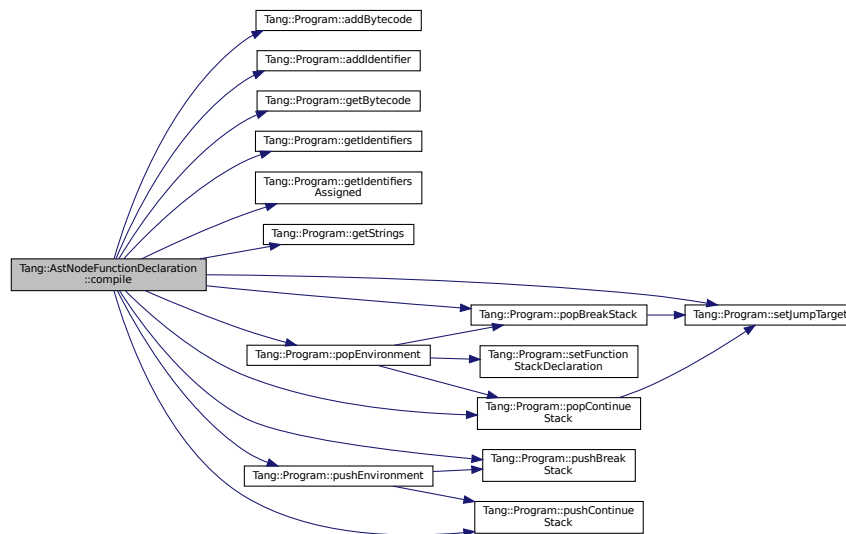 Tang::Program::addBytecode
Tang::Program::addIdentifier
Tang::Program::getBytecode
Tang::Program::getIdentifiers
Tang::Program::getIdentifiers
Assigned
Tang::Program::getStrings
Tang::AstNodeFunctionDeclaration
::compile
Tang::Program::popBreakStack
Tang::Program::setJumpTarget
Tang::Program::popEnvironment
Tang::Program::setFunction
StackDeclaration
Tang::Program::popContinue
Stack
Tang::Program::pushBreak
Stack
Tang::Program::pushEnvironment
Tang::Program::pushContinue
Stack